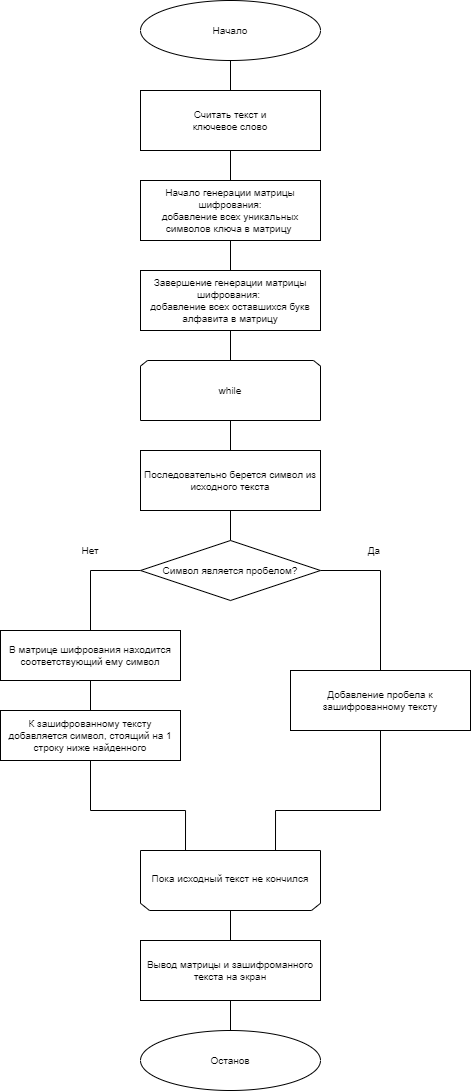 Начало
Считать текст и
ключевое слово
Начало генерации матрицы
шифрования:
добавление всех уникальных
символов ключа в матрицу
Завершение генерации матрицы
шифрования:
добавление всех оставшихся букв
алфавита в матрицу
while
Последовательно берется символ из
исходного текста
Нет
Да
Символ является пробелом?
В матрице шифрования находится
соответствующий ему символ
К зашифрованному тексту
добавляется символ, стоящий на 1
строку ниже найденного
Добавление пробела к
зашифрованному тексту
Пока исходный текст не кончился
Вывод матрицы и зашифроманного
текста на экран
Останов